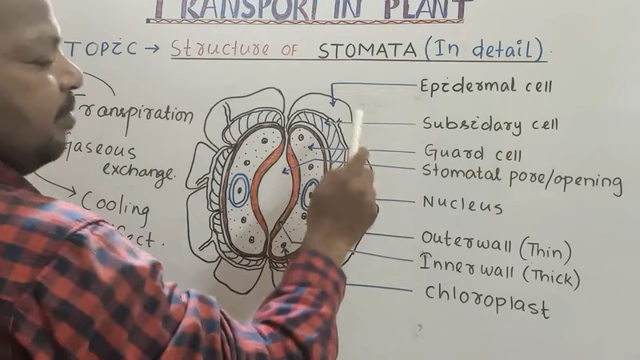 TRANSPORT IN PLANT
TOPIC → Structure OF STOMATA (In detail)
Transpiration
Gaseous
exchange.
Cooling
Epidermal cell
Subsidary cell
Guard cell
Stomatal pore/opening
Nucleus
Outerwall (Thin)
Innerwall (Thick)
Chloroplast